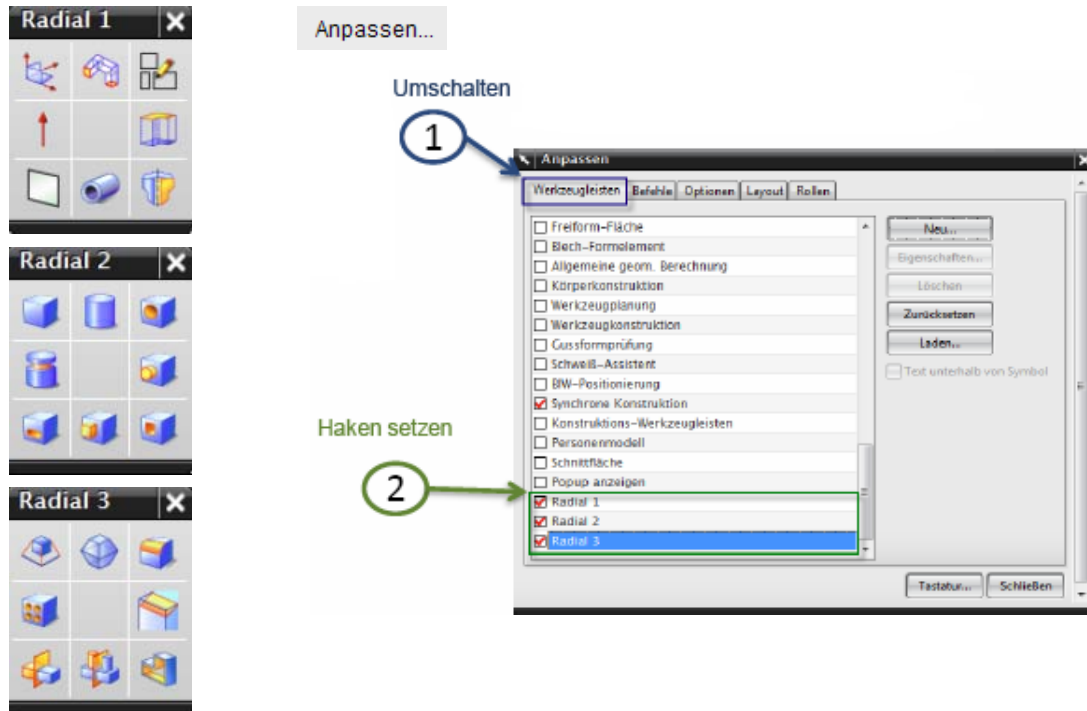 Radial 1
Anpassen...
Umschalten
1
Anpassen
Werkzeugleisten Befehle Optionen Layout Rollen
Freiform-Fläche
Neu...
Blech-Formelement
Eigenschaften...
Allgemeine geom. Berechnung
Körperkonstruktion
Löschen
Werkzeugplanung
Zurücksetzen
Werkzeugkonstruktion
Gussformprüfung
Laden...
Schweiß-Assistent
Text unterhalb von Symbol
BIW-Positionierung
Synchrone Konstruktion
Konstruktions-Werkzeugleisten
Personenmodell
Schnittfläche
Popup anzeigen
Radial 1
Radial 2
Radial 3
Tastatur... Schließen
Radial 2
Haken setzen
2
Radial 3